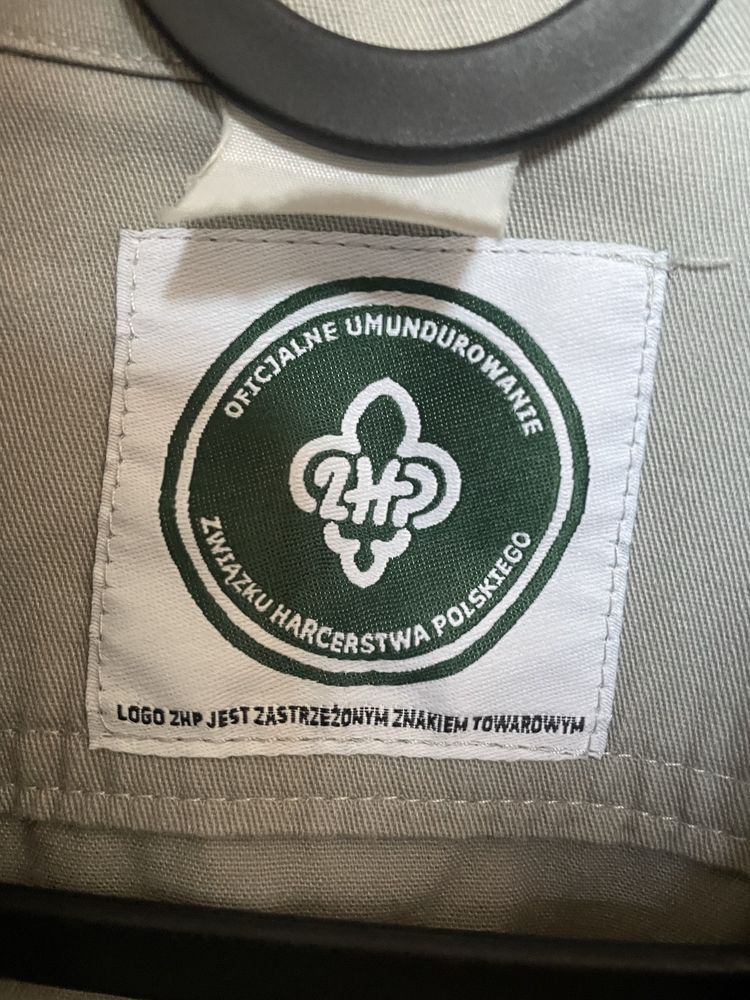 OFICJALNE UMUNDUROWANIE
ZHP
ZWIĄZKU HARCERSTWA POLSKIEGO
LOGO ZHP JEST ZASTRZEŻONYM ZNAKIEM TOWAROWYM